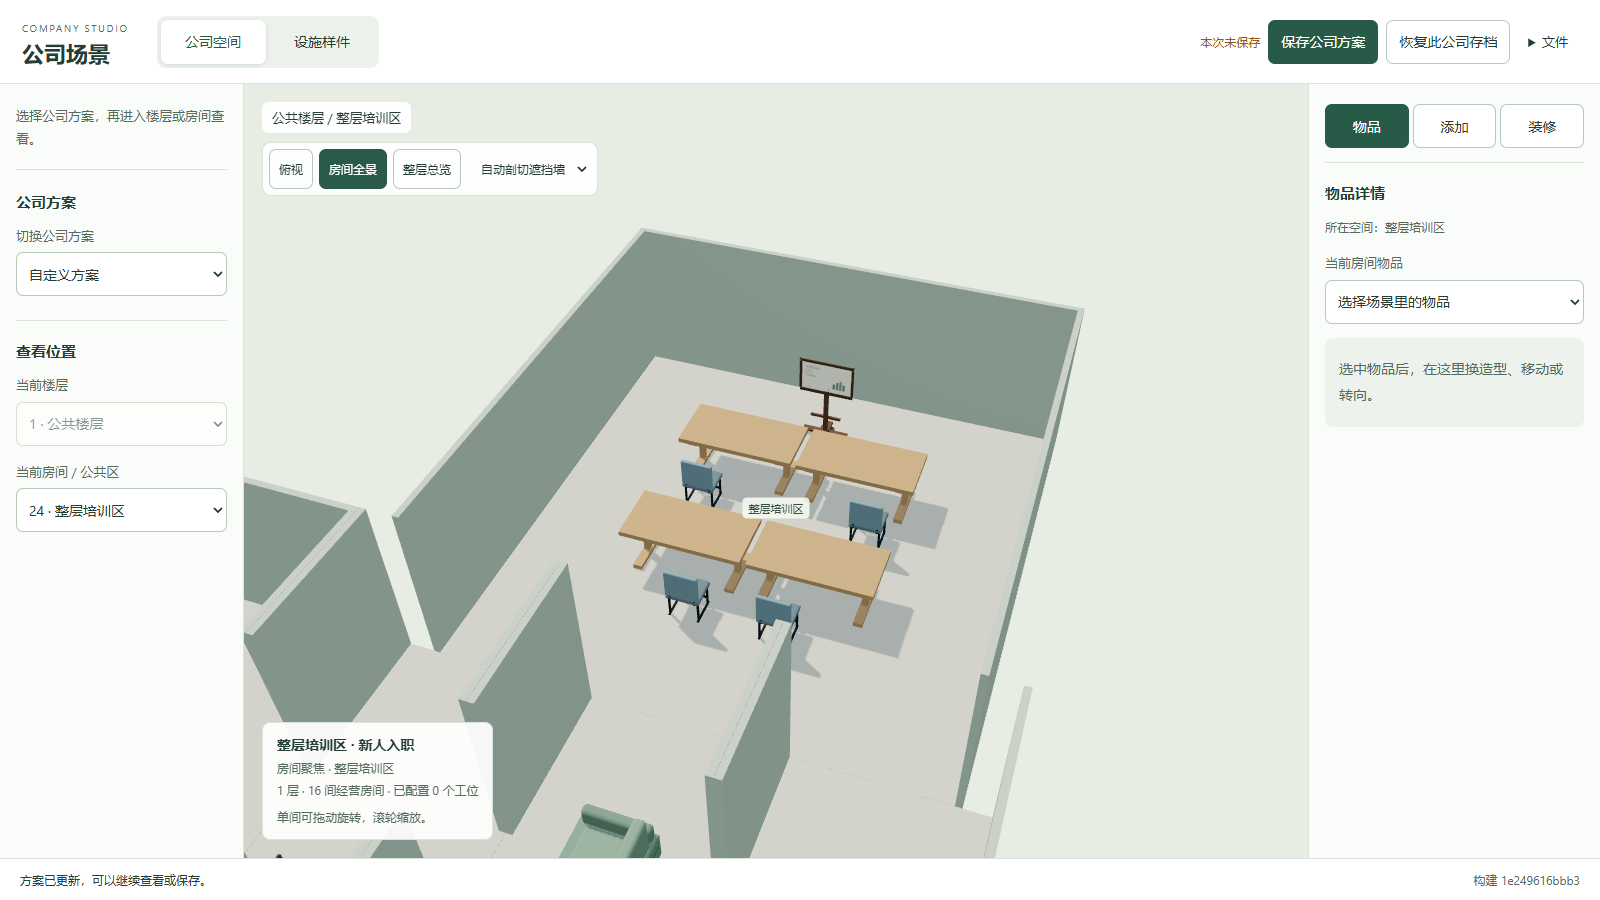 COMPANY STUDIO
公司场景
公司空间
设施样件
本次未保存
保存公司方案
恢复此公司存档
▶ 文件
选择公司方案，再进入楼层或房间查看。
公司方案
切换公司方案
自定义方案
查看位置
当前楼层
1 · 公共楼层
当前房间 / 公共区
24 · 整层培训区
公共楼层 / 整层培训区
俯视
房间全景
整层总览
自动剖切遮挡墙
整层培训区
整层培训区 · 新人入职
房间聚焦 · 整层培训区
1 层 · 16 间经营房间 · 已配置 0 个工位
单间可拖动旋转，滚轮缩放。
物品
添加
装修
物品详情
所在空间：整层培训区
当前房间物品
选择场景里的物品
选中物品后，在这里换造型、移动或转向。
方案已更新，可以继续查看或保存。
构建 1e249616bbb3